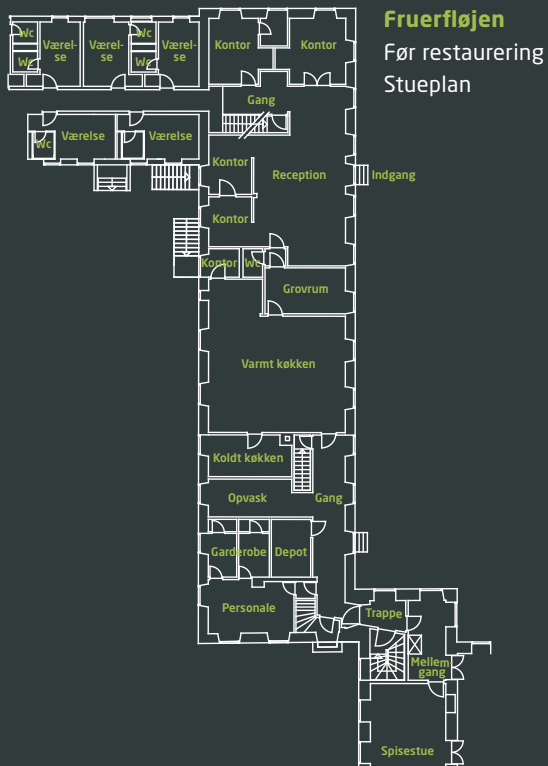 Fruerfløjen
Før restaurering
Stueplan
Wc
Værel-
se
Værel-
se
Wc
Værel-
se
Wc
Wc
Kontor
Kontor
Gang
Værelse
Værelse
Wc
Kontor
Reception
Indgang
Kontor
Kontor
Wc
Grovrum
Varmt køkken
Koldt køkken
Opvask
Gang
Garderobe
Depot
Personale
Trappe
Mellem
gang
Spisestue